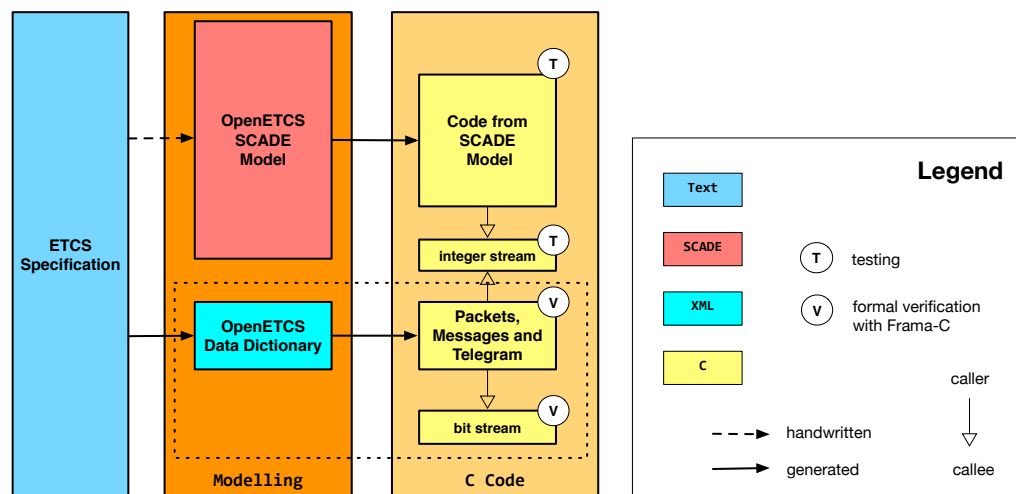 ETCS
Specification
OpenETCS
SCADE
Model
OpenETCS
Data Dictionary
Modelling
T
Code from
SCADE
Model
T
integer stream
V
Packets,
Messages and
Telegram
V
bit stream
C Code
Legend
Text
SCADE
XML
C
T
testing
V
formal verification
with Frama-C
handwritten
generated
caller
callee